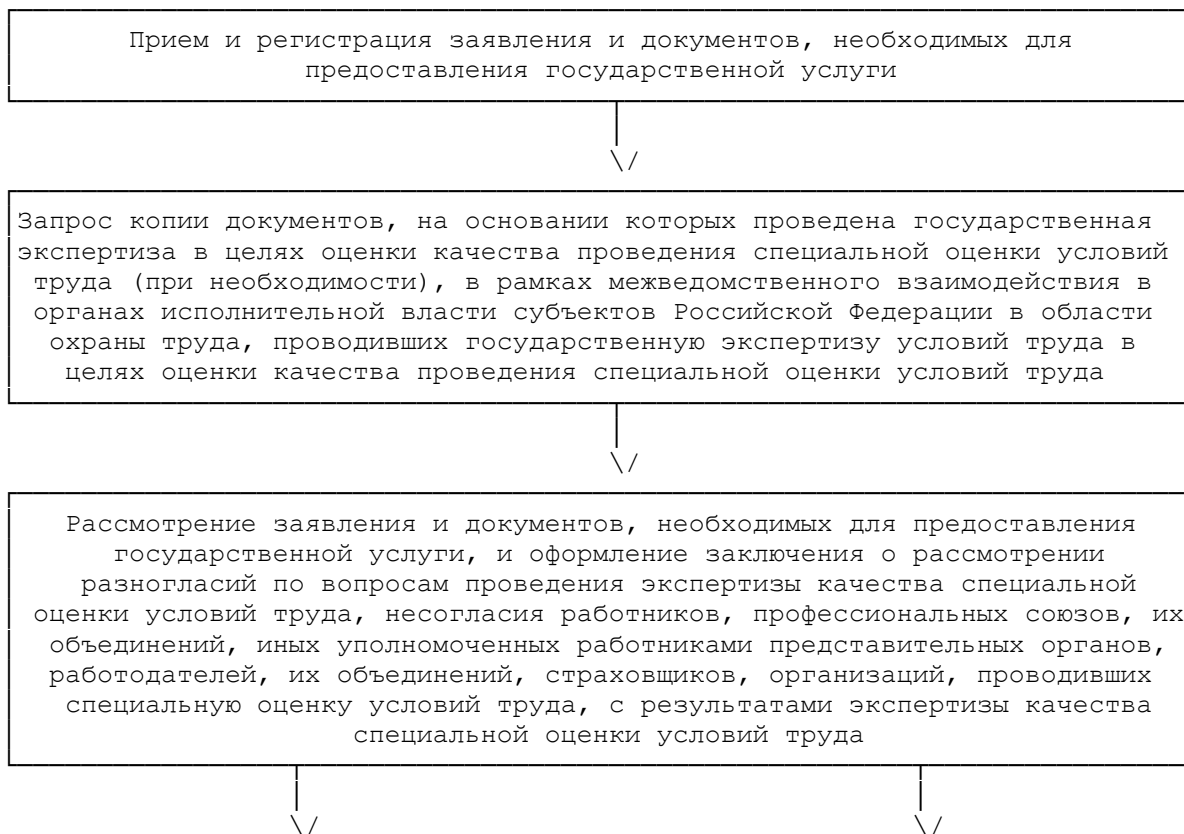 Прием и регистрация заявления и документов, необходимых для
предоставления государственной услуги
Запрос копии документов, на основании которых проведена государственная
экспертиза в целях оценки качества проведения специальной оценки условий
труда (при необходимости), в рамках межведомственного взаимодействия в
органах исполнительной власти субъектов Российской Федерации в области
охраны труда, проводивших государственную экспертизу условий труда в
целях оценки качества проведения специальной оценки условий труда
Рассмотрение заявления и документов, необходимых для предоставления
государственной услуги, и оформление заключения о рассмотрении
разногласий по вопросам проведения экспертизы качества специальной
оценки условий труда, несогласия работников, профессиональных союзов, их
объединений, иных уполномоченных работниками представительных органов,
работодателей, их объединений, страховщиков, организаций, проводивших
специальную оценку условий труда, с результатами экспертизы качества
специальной оценки условий труда